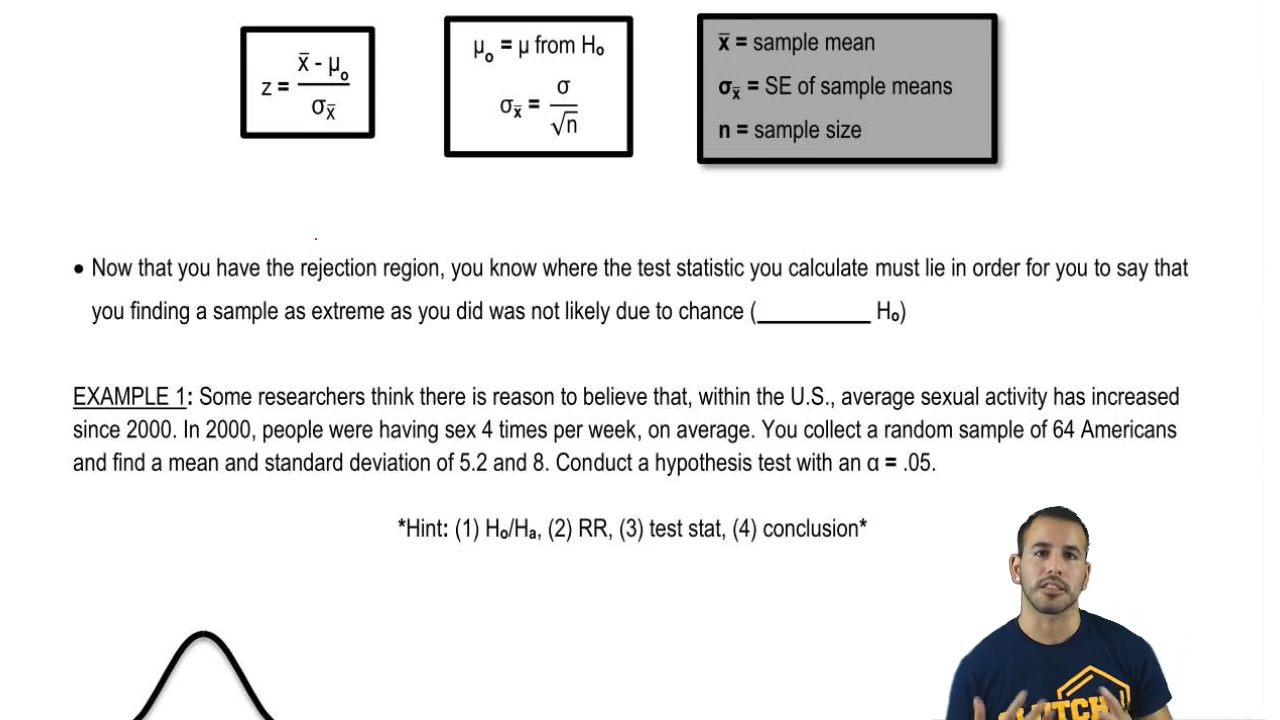 z = x̄ - μ₀ / σx̄
μ₀ = μ from H₀
σx̄ = σ / √n
x̄ = sample mean
σx̄ = SE of sample means
n = sample size
• Now that you have the rejection region, you know where the test statistic you calculate must lie in order for you to say that
you finding a sample as extreme as you did was not likely due to chance (__________ H₀)
EXAMPLE 1: Some researchers think there is reason to believe that, within the U.S., average sexual activity has increased
since 2000. In 2000, people were having sex 4 times per week, on average. You collect a random sample of 64 Americans
and find a mean and standard deviation of 5.2 and 8. Conduct a hypothesis test with an α = .05.
*Hint: (1) H₀/Hₐ, (2) RR, (3) test stat, (4) conclusion*